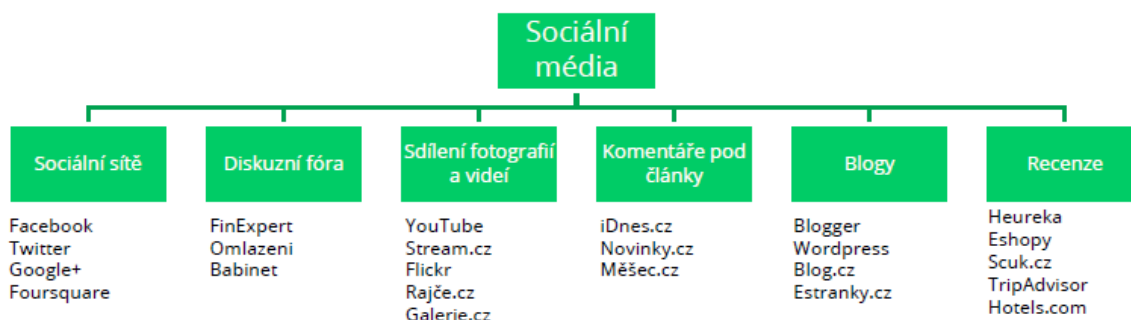 Sociální
média
Sociální sítě
Diskuzní fóra
Sdílení fotografií
a videí
Komentáře pod
články
Blogy
Recenze
Facebook
Twitter
Google+
Foursquare
FinExpert
Omlazeni
Babinet
YouTube
Stream.cz
Flickr
Rajče.cz
Galerie.cz
iDnes.cz
Novinky.cz
Měšec.cz
Blogger
Wordpress
Blog.cz
Estranky.cz
Heureka
Eshopy
Scuk.cz
TripAdvisor
Hotels.com